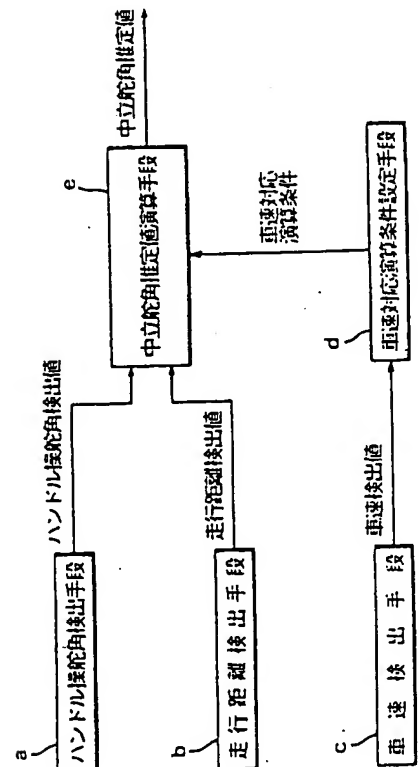 a
ハンドル操舵角検出手段
ハンドル操舵角検出値
b
走行距離検出手段
走行距離検出値
c
車速検出手段
車速検出値
d
車速対応演算条件設定手段
車速対応
演算条件
e
中立舵角推定値演算手段
中立舵角推定値